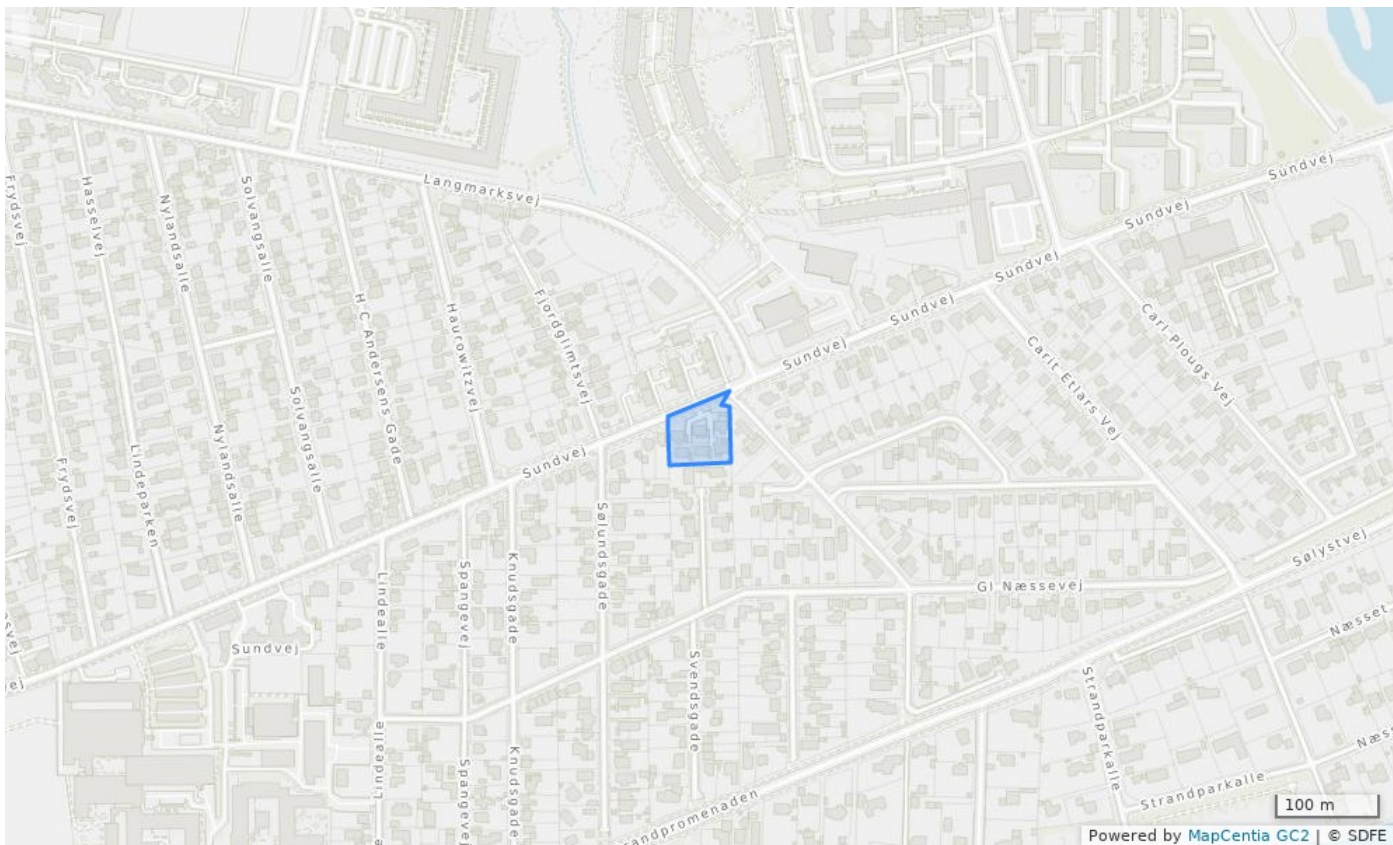 Langmarksvej
Sundvej
Sundvej
Sundvej
Sundvej
Sundvej
Frydsvej
Hasselvej
Nylandsalle
Solvangsalle
H C Andersens Gade
Haurowitzvej
Fjordglimtsvej
Carl Plougs Vej
Carit Etlars Vej
Solvangsalle
Nylandsalle
Lindeparken
Frydsvej
Sundvej
Sølundsgade
Sølystvej
Gl Næssevej
Lindealle
Spangevej
Knudsgade
Sundvej
Svendsgade
Næsset
Strandparkalle
Lindealle
Spangevej
Knudsgade
Strandparkalle
andpromenaden
100 m
Powered by MapCentia GC2 | © SDFE